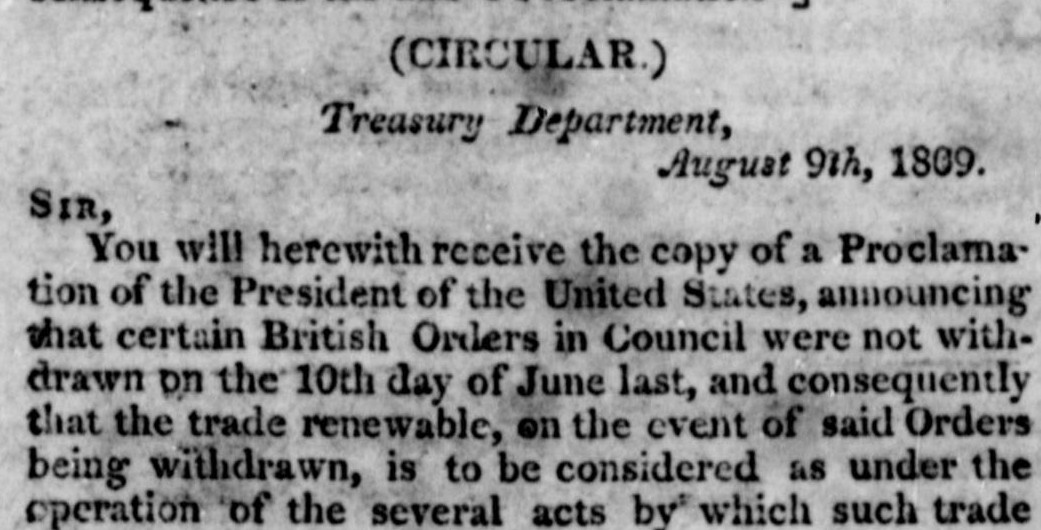 (CIRCULAR.)
Treasury Department,
August 9th, 1809.
SIR,
You will herewith receive the copy of a Proclama-
tion of the President of the United States, announcing
that certain British Orders in Council were not with-
drawn on the 10th day of June last, and consequently
that the trade renewable, on the event of said Orders
being withdrawn, is to be considered as under the
operation of the several acts by which such trade